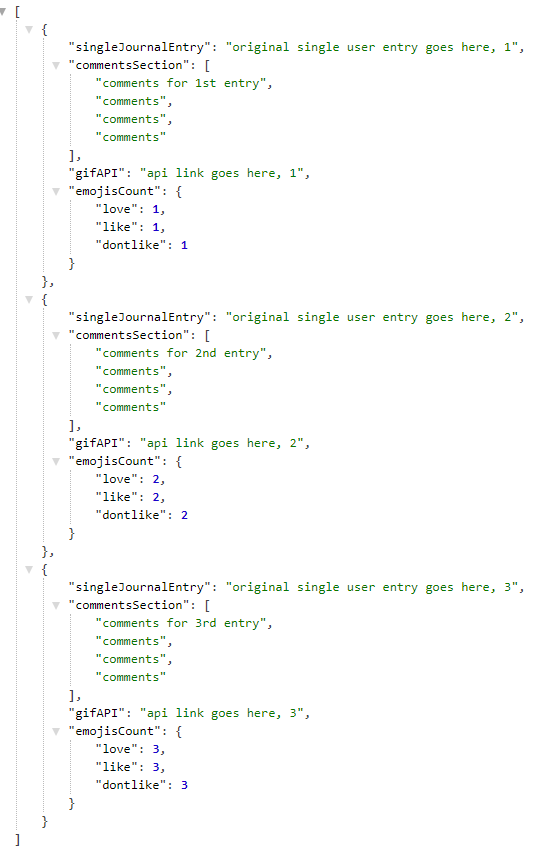 [
{
"singleJournalEntry": "original single user entry goes here, 1",
"commentsSection": [
"comments for 1st entry",
"comments",
"comments",
"comments"
],
"gifAPI": "api link goes here, 1",
"emojisCount": {
"love": 1,
"like": 1,
"dontlike": 1
}
},
{
"singleJournalEntry": "original single user entry goes here, 2",
"commentsSection": [
"comments for 2nd entry",
"comments",
"comments",
"comments"
],
"gifAPI": "api link goes here, 2",
"emojisCount": {
"love": 2,
"like": 2,
"dontlike": 2
}
},
{
"singleJournalEntry": "original single user entry goes here, 3",
"commentsSection": [
"comments for 3rd entry",
"comments",
"comments",
"comments"
],
"gifAPI": "api link goes here, 3",
"emojisCount": {
"love": 3,
"like": 3,
"dontlike": 3
}
}
]